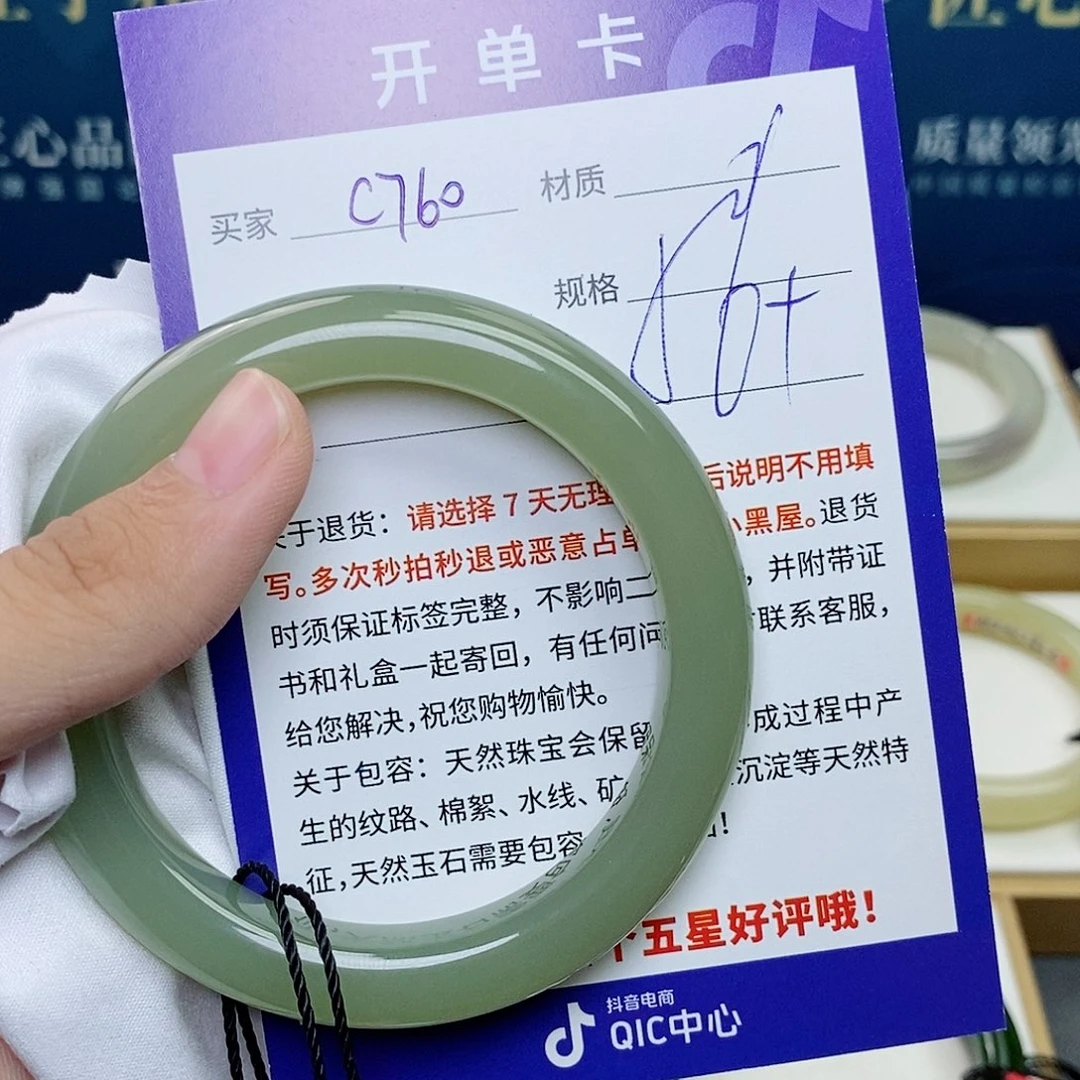 匠心品
质量领先
开单卡
买家 C760 材质
规格
关于退货：请选择7天无理 后说明不用填
写。多次秒拍秒退或恶意占单 小黑屋。退货
时须保证标签完整，不影响二 ，并附带证
书和礼盒一起寄回，有任何问 联系客服，
给您解决，祝您购物愉快。
关于包容：天然珠宝会保留 成过程中产
生的纹路、棉絮、水线、矿 沉淀等天然特
征，天然玉石需要包容 ！
五星好评哦！
抖音电商
QIC中心